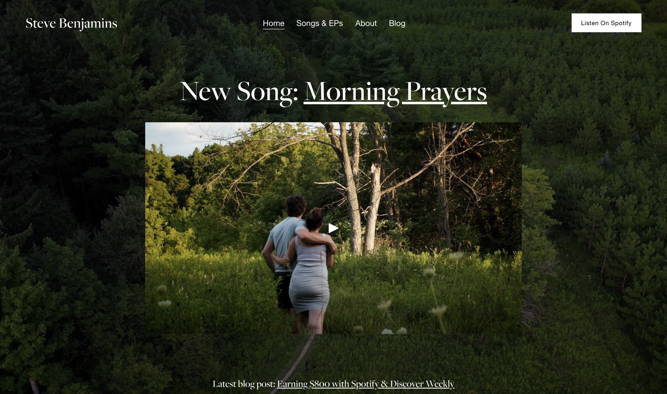 Steve Benjamins
Home Songs & EPs About Blog
Listen On Spotify
New Song: Morning Prayers
Latest blog post: Earning $800 with Spotify & Discover Weekly